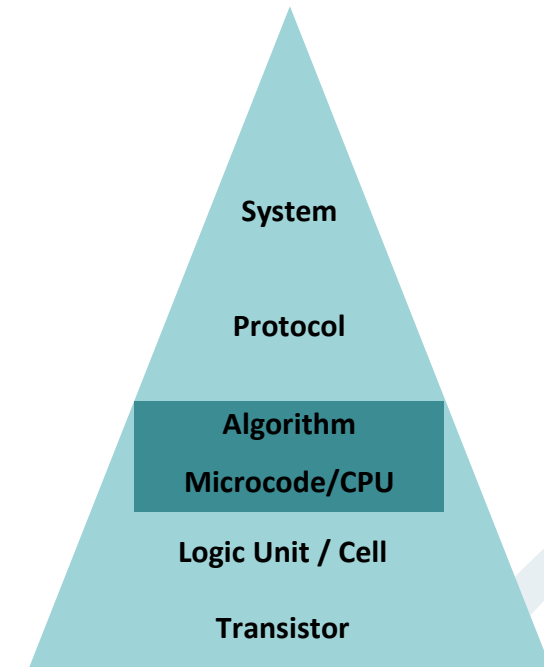 System
Protocol
Algorithm
Microcode/CPU
Logic Unit / Cell
Transistor